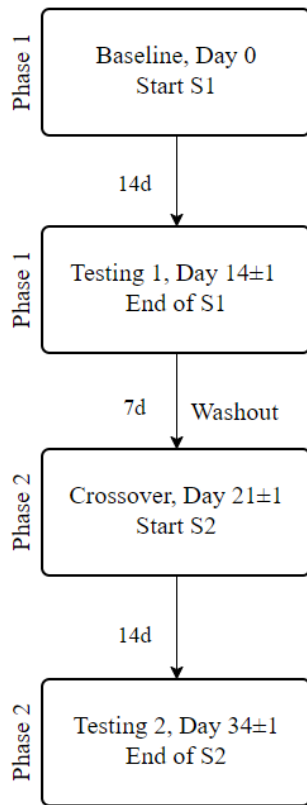 Phase 1
Baseline, Day 0
Start S1
14d
Phase 1
Testing 1, Day 14±1
End of S1
7d Washout
Phase 2
Crossover, Day 21±1
Start S2
14d
Phase 2
Testing 2, Day 34±1
End of S2